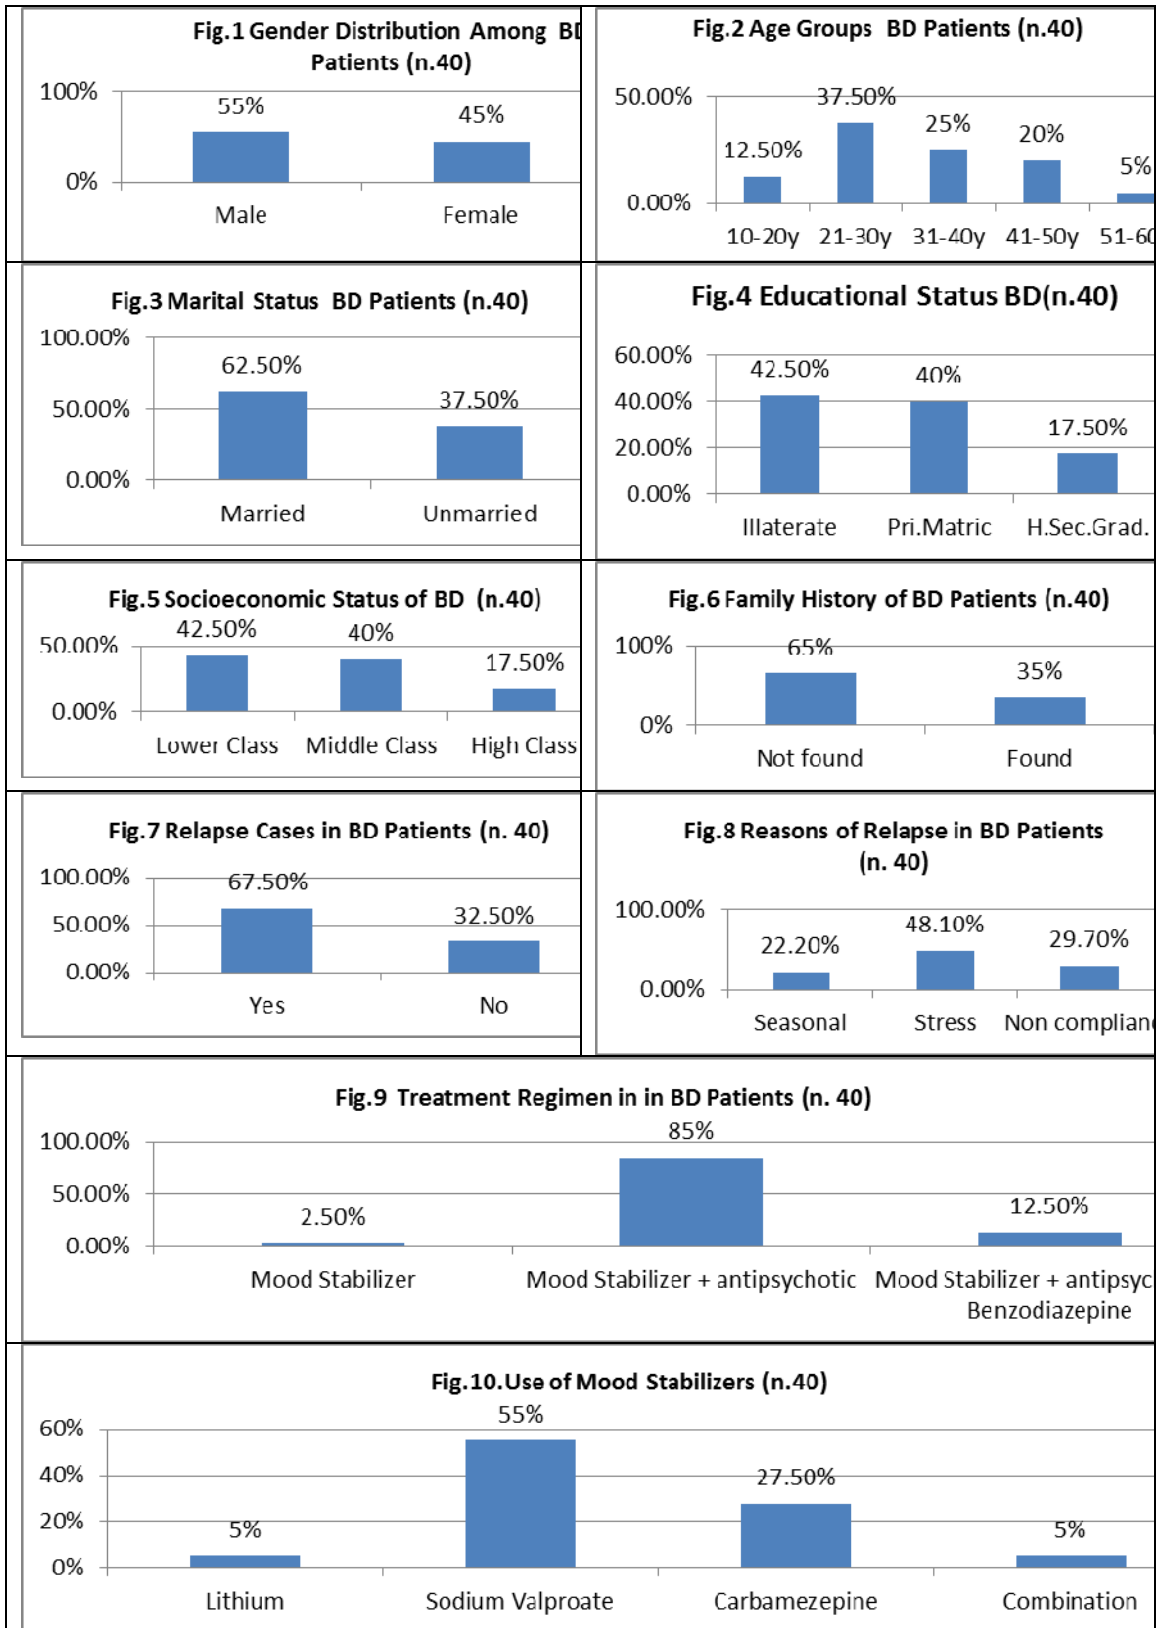 Fig.1 Gender Distribution Among BD
Patients (n.40)
100%
0%
55%
45%
Male Female
Fig.2 Age Groups BD Patients (n.40)
50.00%
0.00%
12.50%
37.50%
25%
20%
5%
10-20y 21-30y 31-40y 41-50y 51-60
Fig.3 Marital Status BD Patients (n.40)
100.00%
50.00%
0.00%
62.50%
37.50%
Married Unmarried
Fig.4 Educational Status BD(n.40)
60.00%
40.00%
20.00%
0.00%
42.50%
40%
17.50%
Illaterate Pri.Matric H.Sec.Grad.
Fig.5 Socioeconomic Status of BD (n.40)
50.00%
0.00%
42.50%
40%
17.50%
Lower Class Middle Class High Class
Fig.6 Family History of BD Patients (n.40)
100%
0%
65%
35%
Not found Found
Fig.7 Relapse Cases in BD Patients (n. 40)
100.00%
50.00%
0.00%
67.50%
32.50%
Yes No
Fig.8 Reasons of Relapse in BD Patients
(n. 40)
100.00%
0.00%
22.20%
48.10%
29.70%
Seasonal Stress Non complianc
Fig.9 Treatment Regimen in in BD Patients (n. 40)
100.00%
50.00%
0.00%
2.50%
85%
12.50%
Mood Stabilizer Mood Stabilizer + antipsychotic Mood Stabilizer + antipsyc
Benzodiazepine
Fig.10.Use of Mood Stabilizers (n.40)
60%
40%
20%
0%
5%
55%
27.50%
5%
Lithium Sodium Valproate Carbamezepine Combination